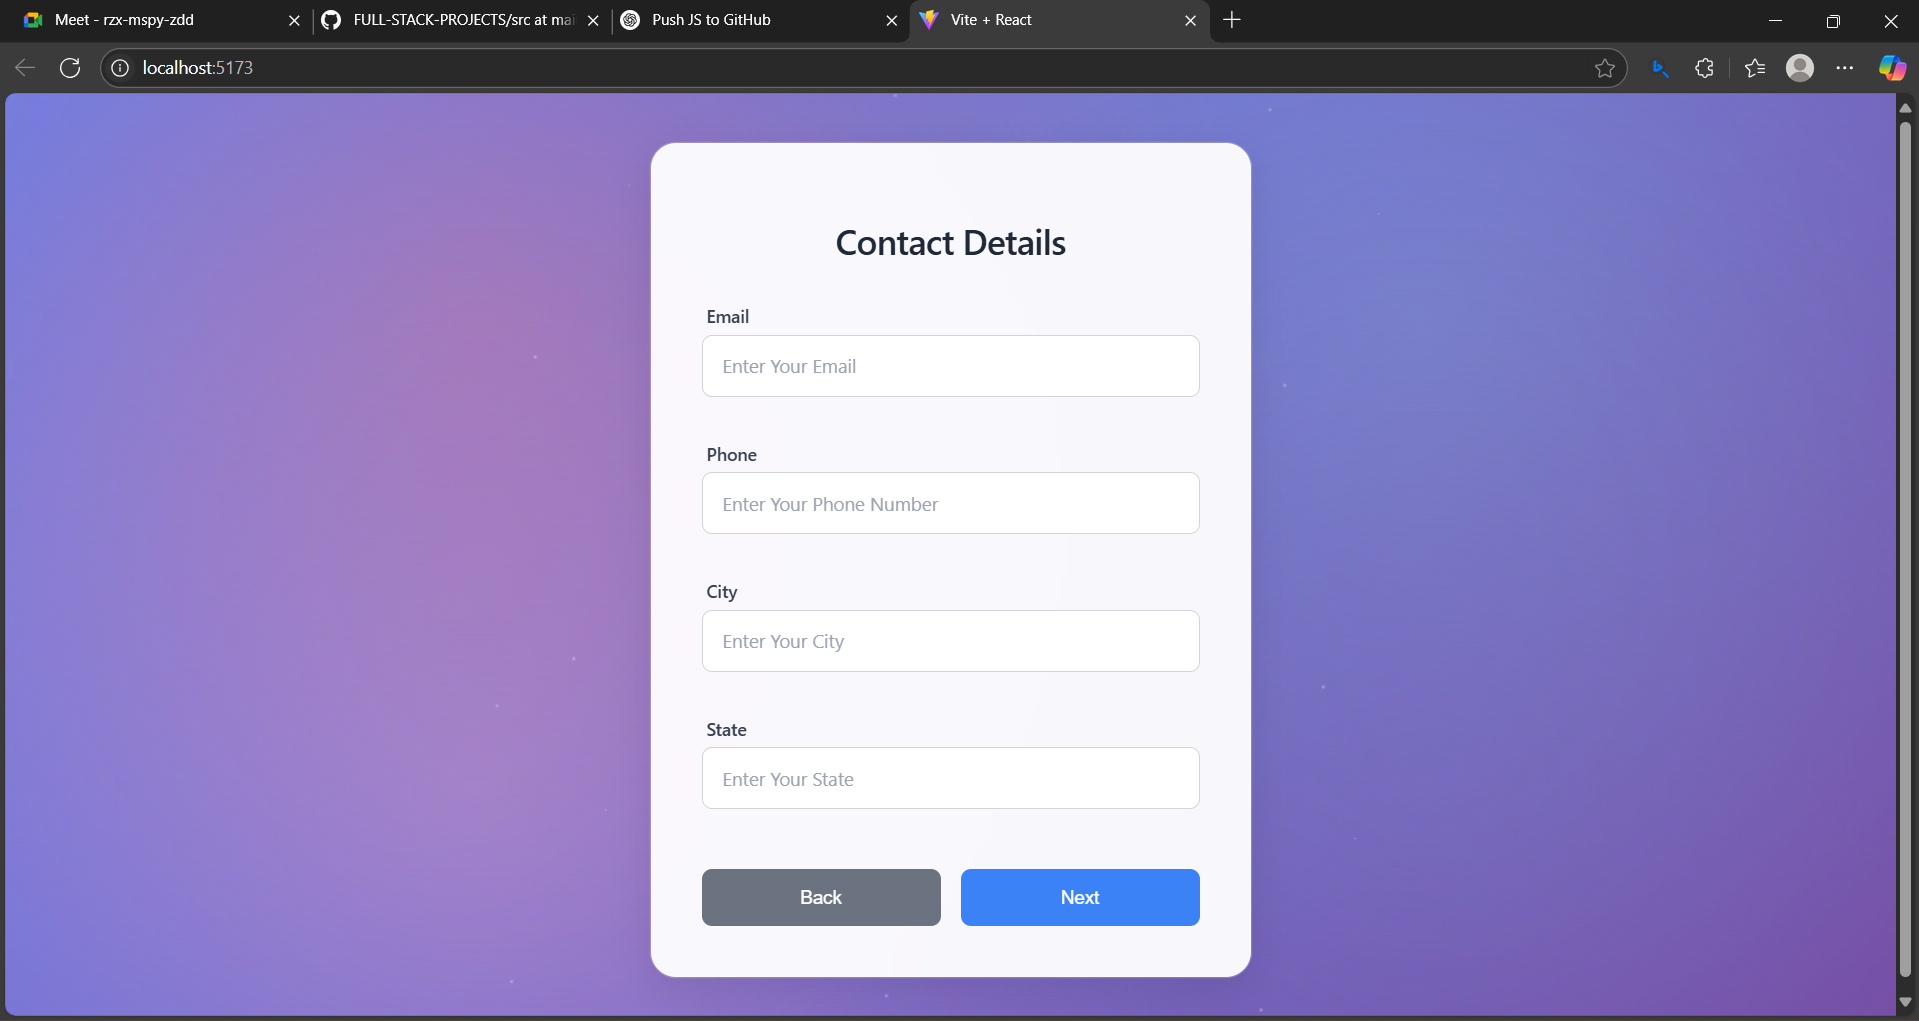 Meet - rzx-mspy-zdd
FULL-STACK-PROJECTS/src at mai
Push JS to GitHub
Vite + React
localhost:5173
Contact Details
Email
Enter Your Email
Phone
Enter Your Phone Number
City
Enter Your City
State
Enter Your State
Back
Next